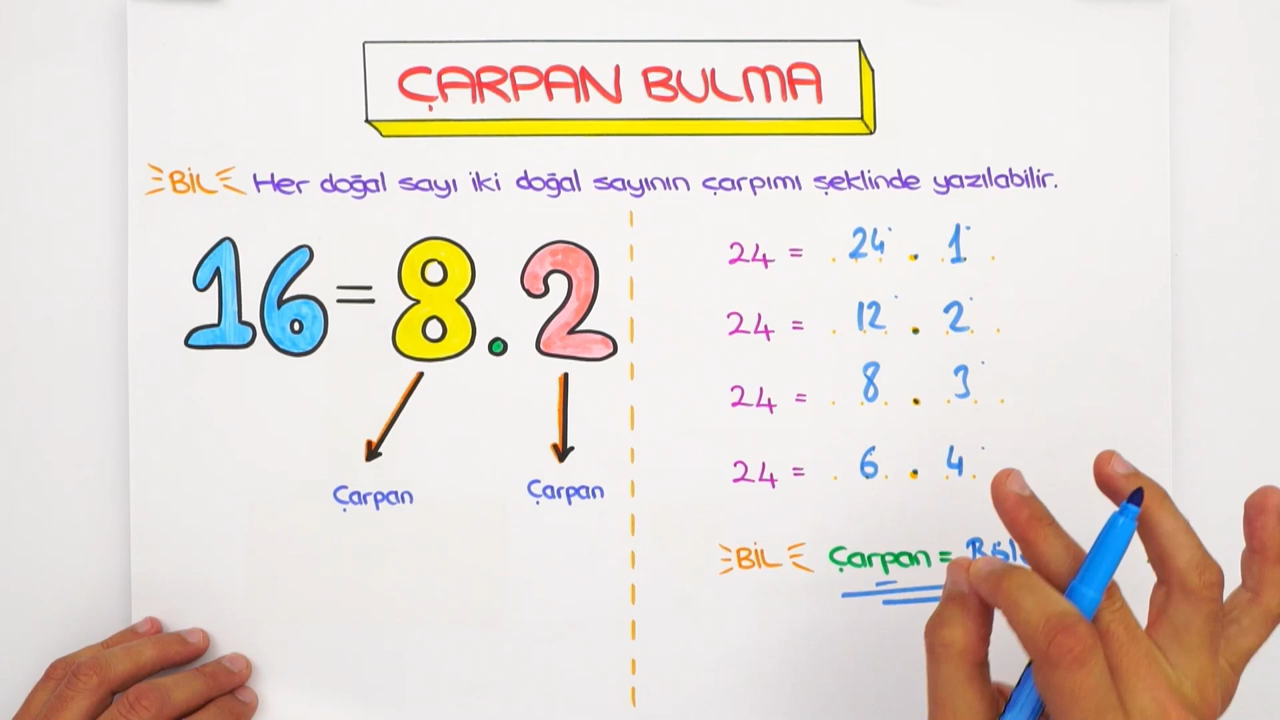 ÇARPAN BULMA
BİL Her doğal sayı iki doğal sayının çarpımı şeklinde yazılabilir.
16 = 8 . 2
Çarpan Çarpan
24 = 24 . 1
24 = 12 . 2
24 = 8 . 3
24 = 6 . 4
BİL Çarpan =